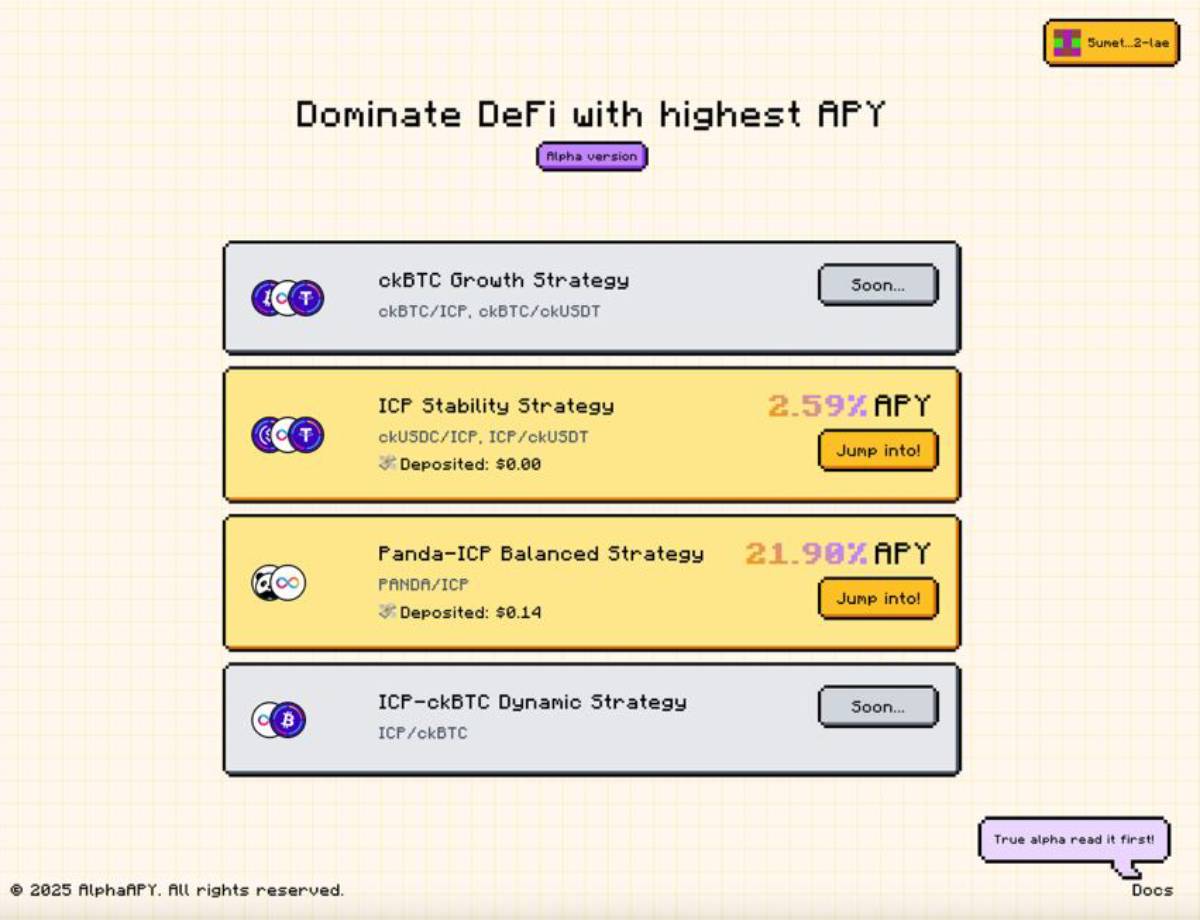 5umet...2-lae
Dominate DeFi with highest APY
Alpha version
ckBTC Growth Strategy
Soon...
ckBTC/ICP, ckBTC/ckUSDT
ICP Stability Strategy
2.59% APY
ckUSDC/ICP, ICP/ckUSDT
Jump into!
Deposited: $0.00
Panda-ICP Balanced Strategy
21.90% APY
PANDA/ICP
Jump into!
Deposited: $0.14
ICP-ckBTC Dynamic Strategy
Soon...
ICP/ckBTC
True alpha read it first!
© 2025 AlphaAPY. All rights reserved.
Docs